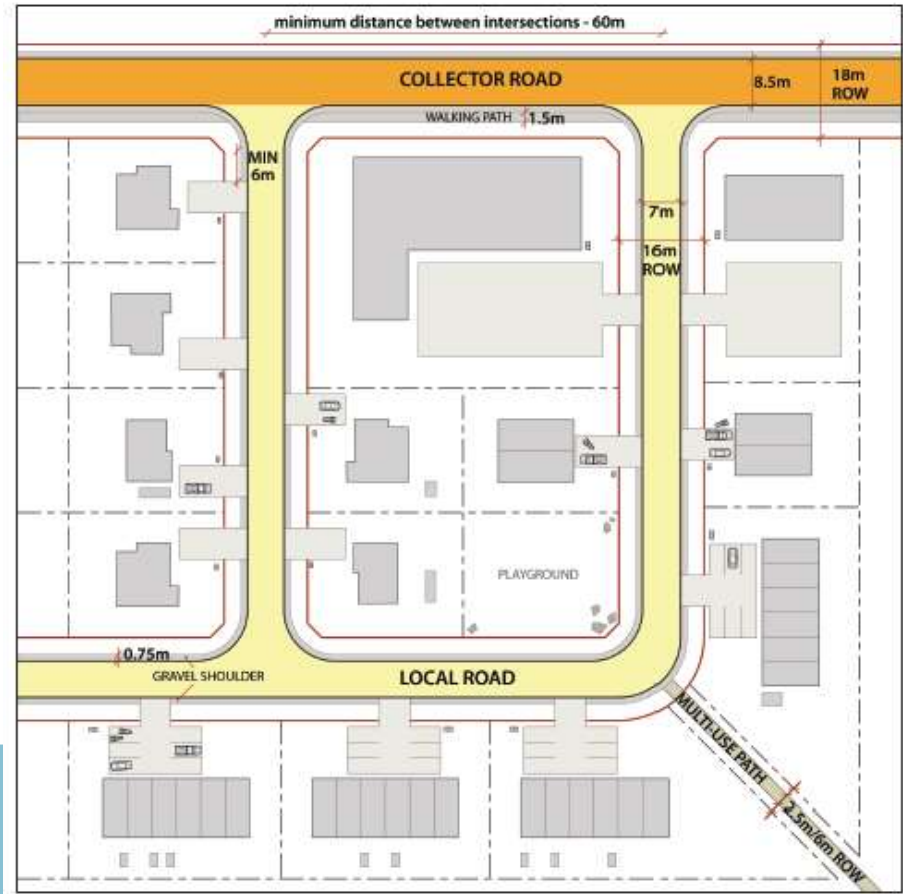 minimum distance between intersections - 60m
COLLECTOR ROAD
8.5m
18m
ROW
WALKING PATH
1.5m
MIN
6m
7m
16m
ROW
PLAYGROUND
0.75m
GRAVEL SHOULDER
LOCAL ROAD
MULTI-USE PATH
2.5m/6m ROW